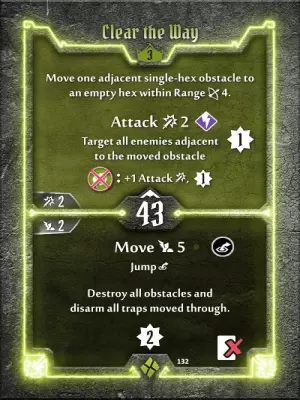 Clear the Way
3
Move one adjacent single-hex obstacle to
an empty hex within Range 4.
Attack 2
Target all enemies adjacent
to the moved obstacle
1
: +1 Attack , 1
2
43
2
Move 5
Jump
Destroy all obstacles and
disarm all traps moved through.
2
132